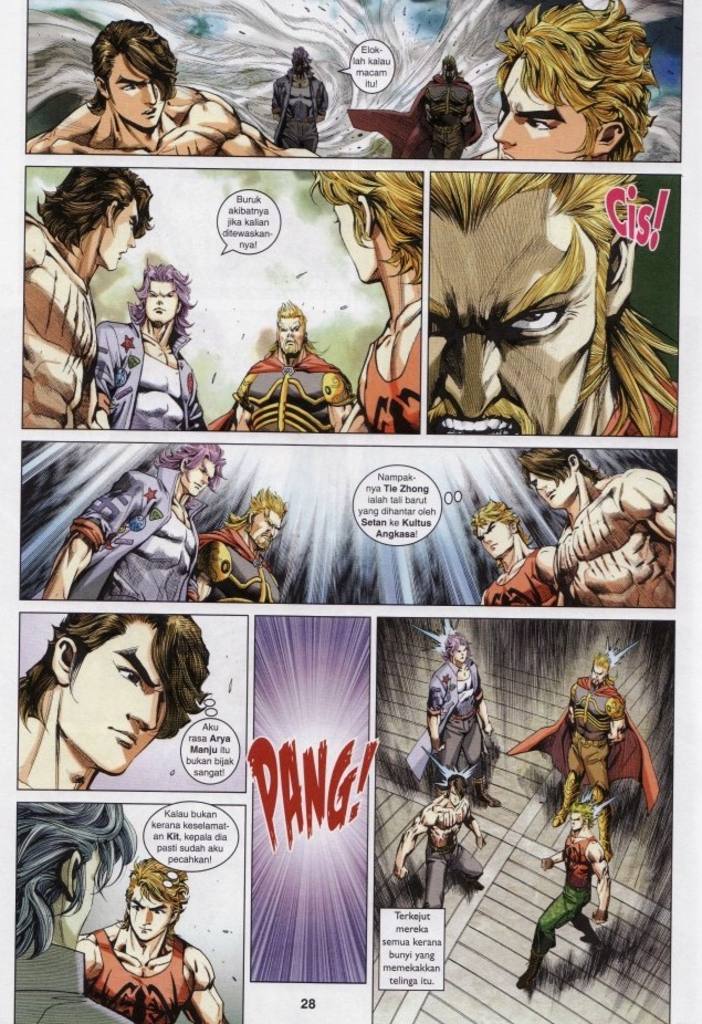 Elok-
lah kalau
macam
itu!
Buruk
akibatnya
jika kalian
ditewaskan-
nya!
Cis!
Nampak-
nya Tie Zhong
ialah tali barut
yang dihantar oleh
Setan ke Kultus
Angkasa!
Aku
rasa Arya
Manju itu
bukan bijak
sangat!
PANG!
Kalau bukan
kerana keselamat-
an Kit, kepala dia
pasti sudah aku
pecahkan!
Terkejut
mereka
semua kerana
bunyi yang
memekakkan
telinga itu.
28